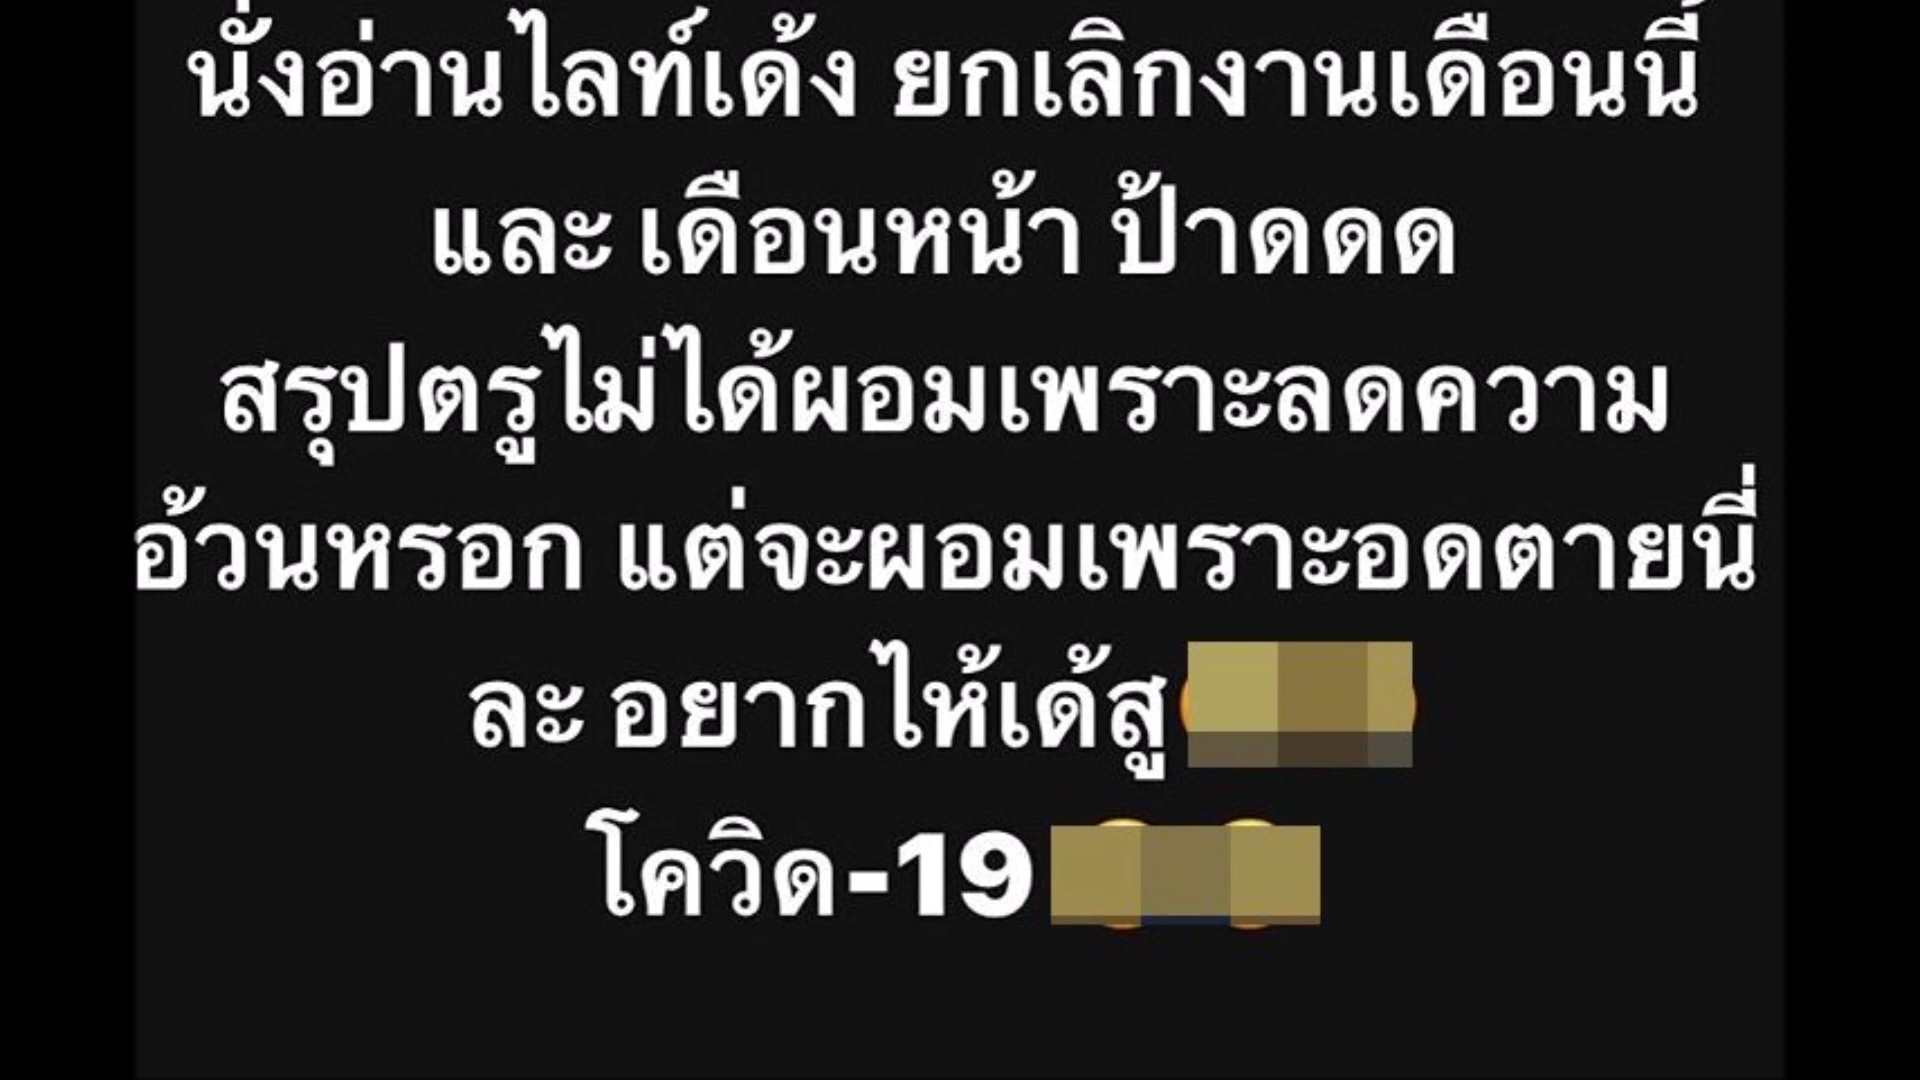 นั่งอ่านไลท์เด้ง ยกเลิกงานเดือนนี้
และ เดือนหน้า ป้าดดด
สรุปตรูไม่ได้ผอมเพราะลดความ
อ้วนหรอก แต่จะผอมเพราะอดตายนี่
ละ อยากไห้เด้สู
โควิด-19